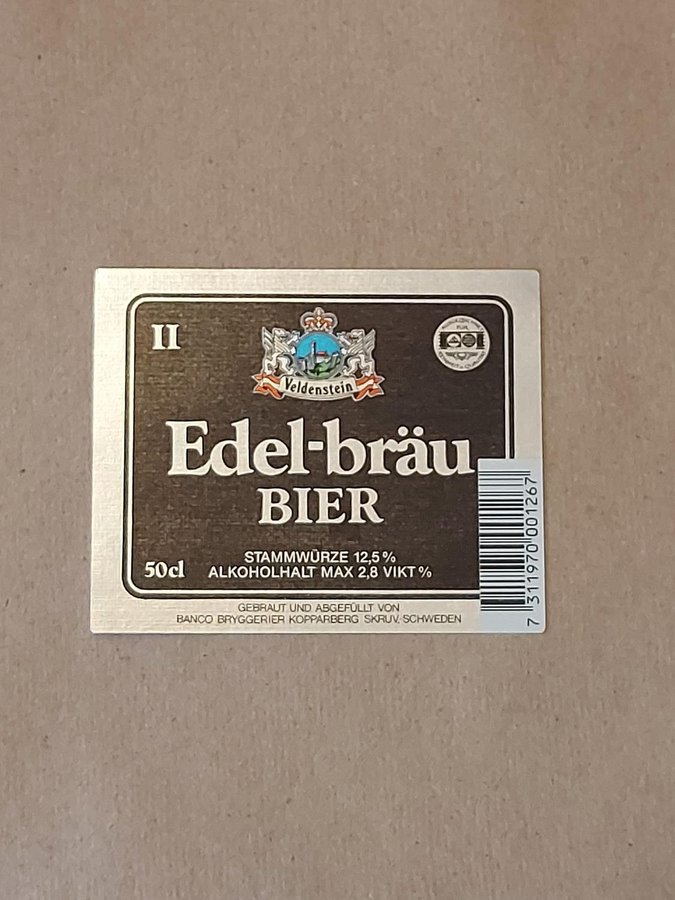 II
Veldenstein
Edel-bräu
BIER
50cl
STAMMWÜRZE 12,5%
ALKOHOLHALT MAX 2,8 VIKT %
GEBRAUT UND ABGEFÜLLT VON
BANCO BRYGGERIER KOPPARBERG SKRUV, SCHWEDEN
7 311970 001267